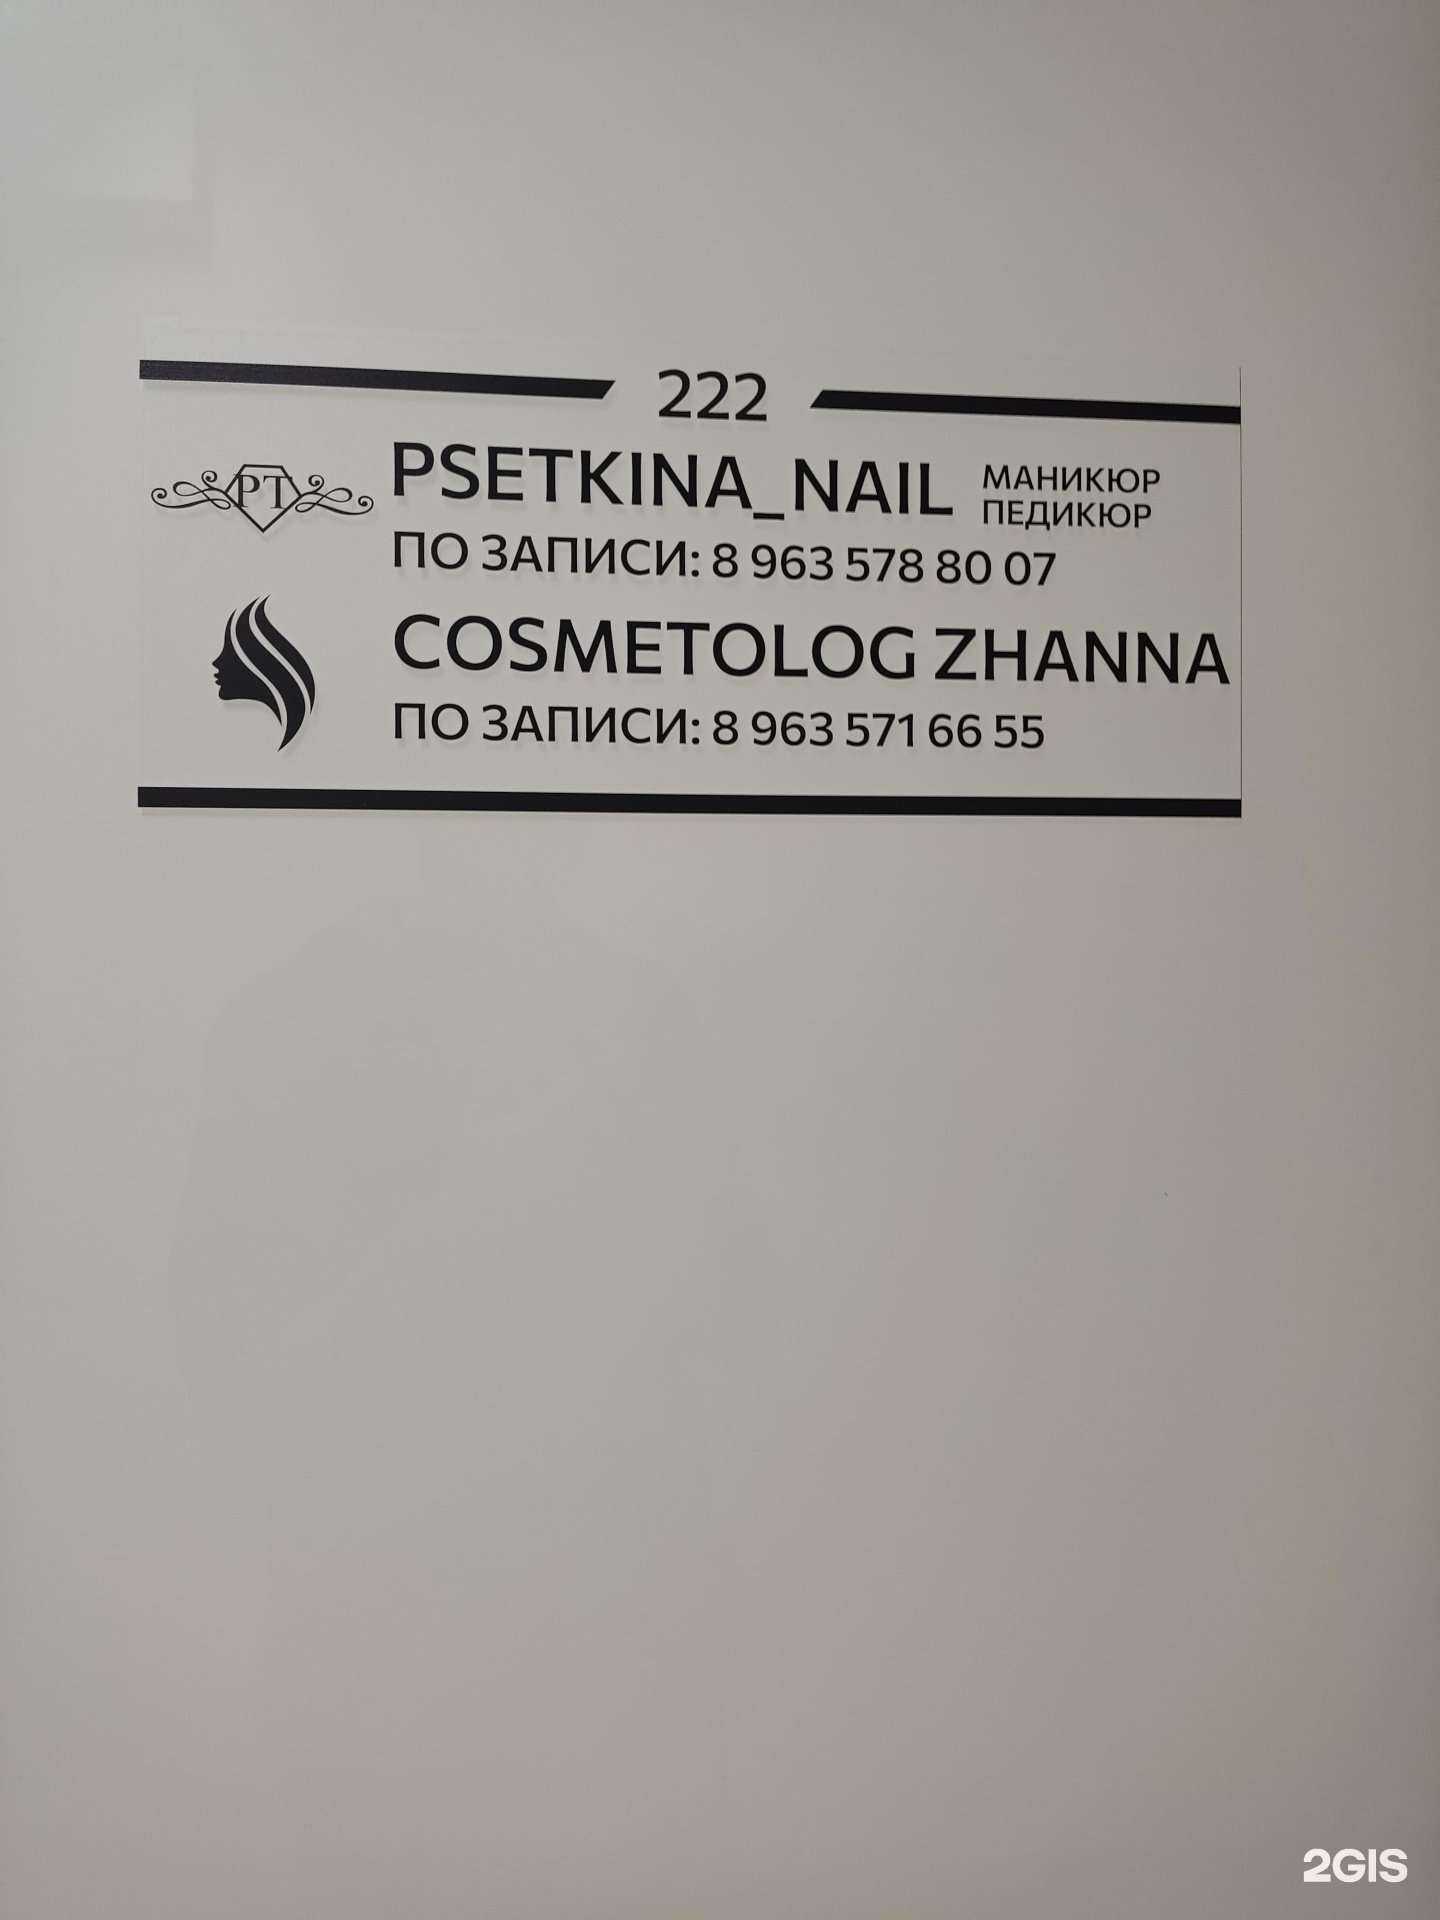 222
PT
PSETKINA_NAIL
МАНИКЮР
ПЕДИКЮР
ПО ЗАПИСИ: 8 963 578 80 07
COSMETOLOG ZHANNA
ПО ЗАПИСИ: 8 963 571 66 55
2GIS